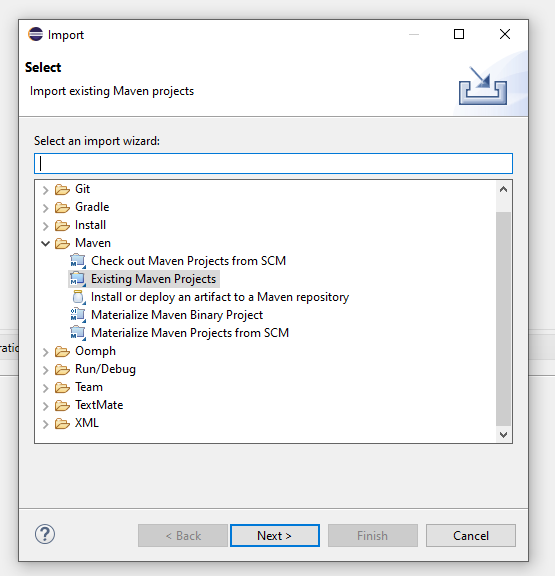 Import
Select
Import existing Maven projects
Select an import wizard:
Git
Gradle
Install
Maven
Check out Maven Projects from SCM
Existing Maven Projects
Install or deploy an artifact to a Maven repository
Materialize Maven Binary Project
Materialize Maven Projects from SCM
Oomph
Run/Debug
Team
TextMate
XML
? < Back Next > Finish Cancel